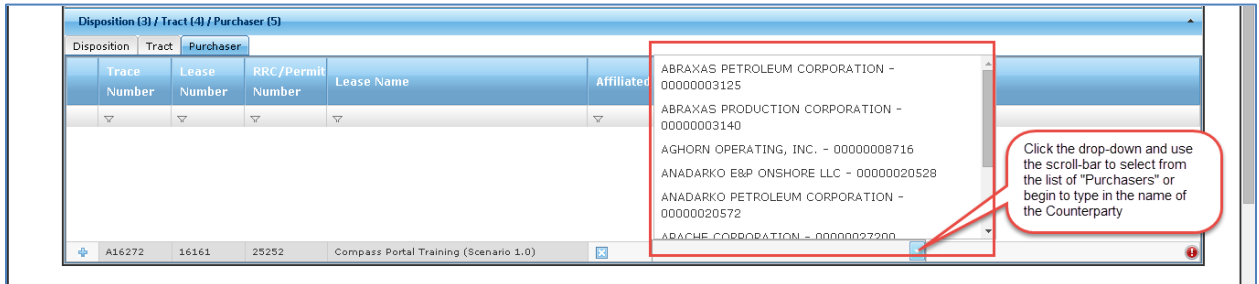 Disposition (3) / Tract (4) / Purchaser (5)
Disposition Tract Purchaser
Trace Number Lease Number RRC/Permit Number Lease Name Affiliated
ABRAXAS PETROLEUM CORPORATION -
00000003125
ABRAXAS PRODUCTION CORPORATION -
00000003140
AGHORN OPERATING, INC. - 00000008716
ANADARKO E&P ONSHORE LLC - 00000020528
ANADARKO PETROLEUM CORPORATION -
00000020572
APACHE CORPORATION - 00000027200
Click the drop-down and use
the scroll-bar to select from
the list of "Purchasers" or
begin to type in the name of
the Counterparty
A16272 16161 25252 Compass Portal Training (Scenario 1.0)